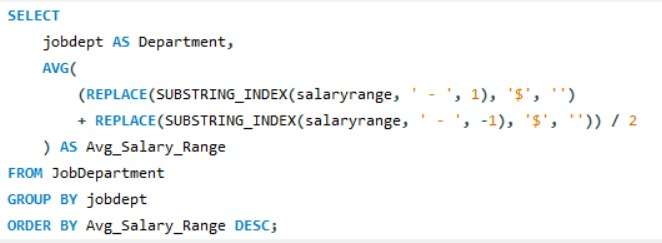 SELECT
jobdept AS Department,
AVG(
(REPLACE(SUBSTRING_INDEX(salaryrange, ' - ', 1), '$', '')
+ REPLACE(SUBSTRING_INDEX(salaryrange, ' - ', -1), '$', '')) / 2
) AS Avg_Salary_Range
FROM JobDepartment
GROUP BY jobdept
ORDER BY Avg_Salary_Range DESC;